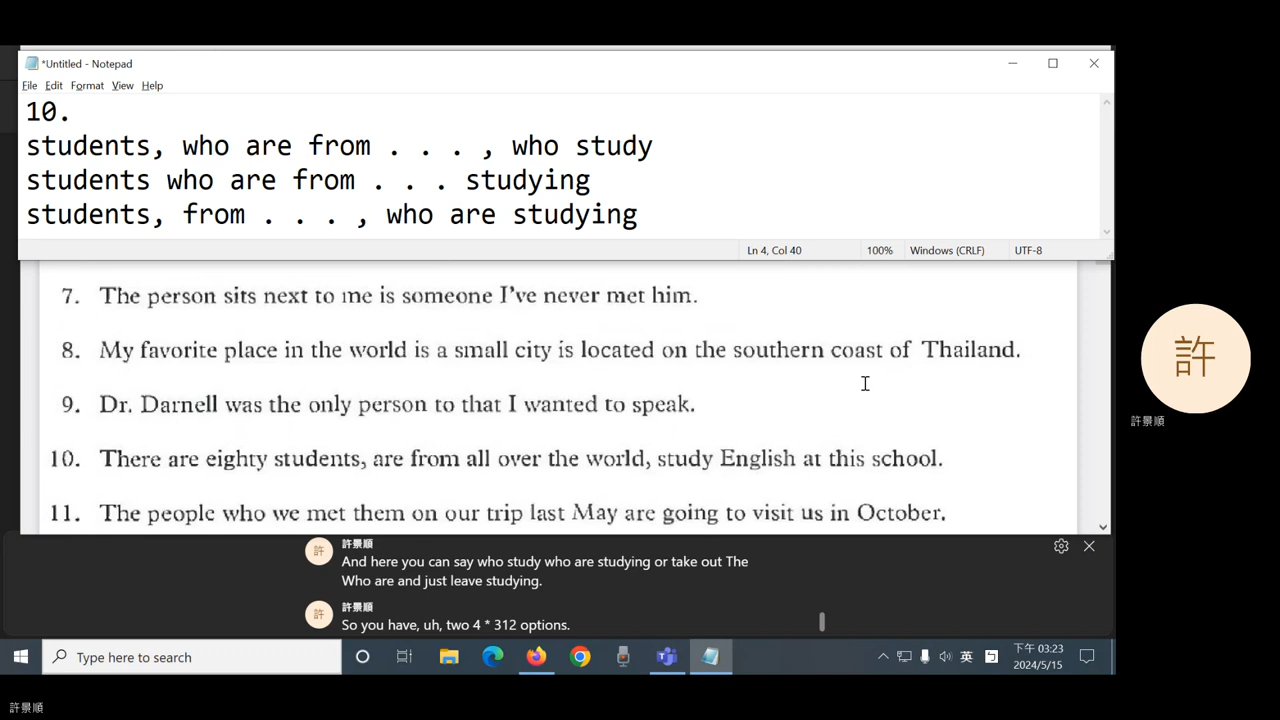 *Untitled - Notepad
File Edit Format View Help
10.
students, who are from . . . , who study
students who are from . . . studying
students, from . . . , who are studying
Ln 4, Col 40 100% Windows (CRLF) UTF-8
7. The person sits next to me is someone I've never met him.
8. My favorite place in the world is a small city is located on the southern coast of Thailand.
9. Dr. Darnell was the only person to that I wanted to speak.
10. There are eighty students, are from all over the world, study English at this school.
11. The people who we met them on our trip last May are going to visit us in October.
許
許景順
許 許景順
And here you can say who study who are studying or take out The
Who are and just leave studying.
許 許景順
So you have, uh, two 4 * 312 options.
Type here to search
英
下午 03:23
2024/5/15
許景順